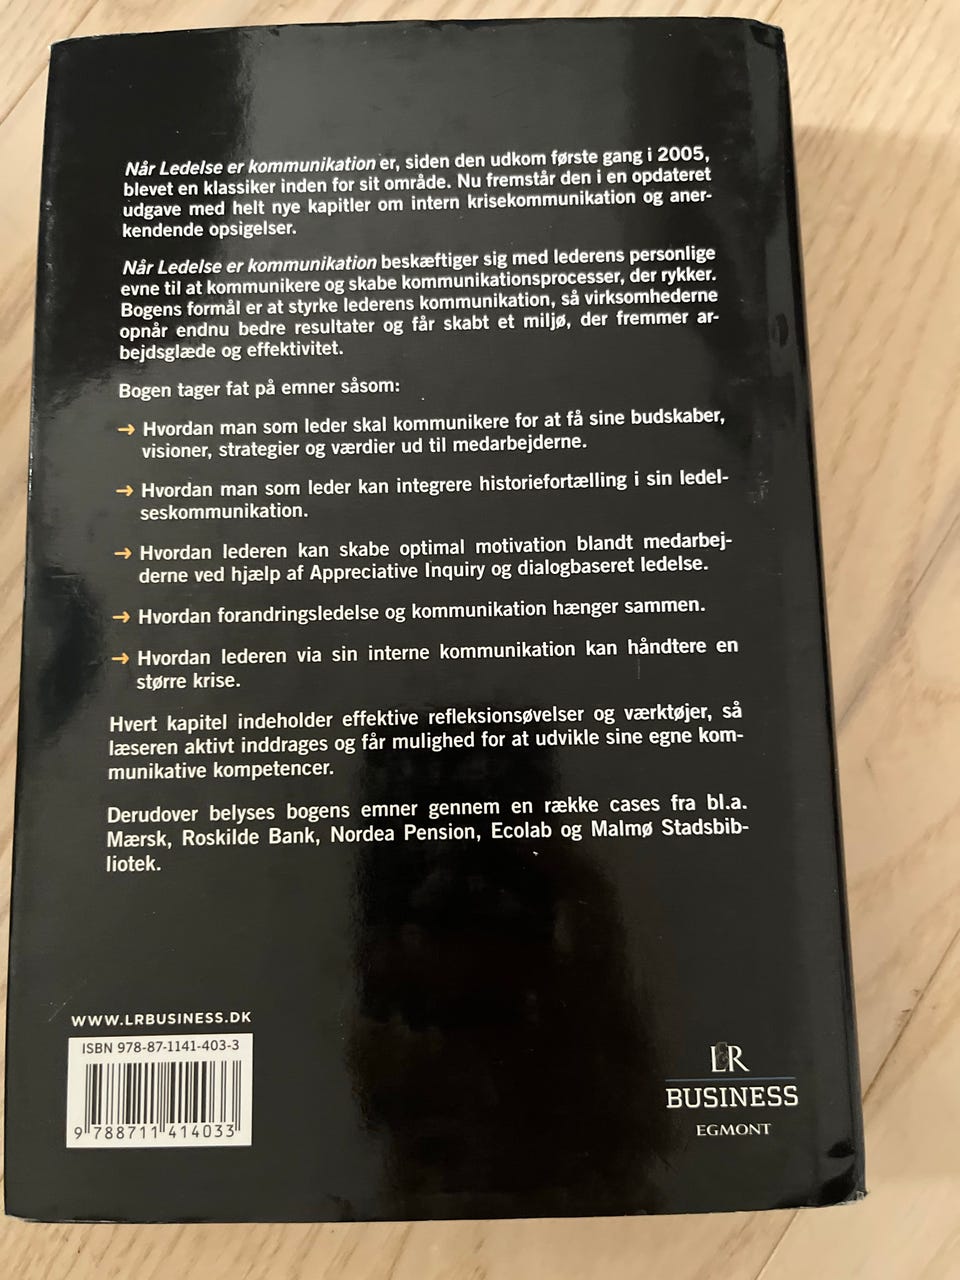 Når Ledelse er kommunikation er, siden den udkom første gang i 2005,
blevet en klassiker inden for sit område. Nu fremstår den i en opdateret
udgave med helt nye kapitler om intern krisekommunikation og aner-
kendende opsigelser.
Når Ledelse er kommunikation beskæftiger sig med lederens personlige
evne til at kommunikere og skabe kommunikationsprocesser, der rykker.
Bogens formål er at styrke lederens kommunikation, så virksomhederne
opnår endnu bedre resultater og får skabt et miljø, der fremmer ar-
bejdsglæde og effektivitet.
Bogen tager fat på emner såsom:
→ Hvordan man som leder skal kommunikere for at få sine budskaber,
visioner, strategier og værdier ud til medarbejderne.
→ Hvordan man som leder kan integrere historiefortælling i sin ledel-
seskommunikation.
→ Hvordan lederen kan skabe optimal motivation blandt medarbej-
derne ved hjælp af Appreciative Inquiry og dialogbaseret ledelse.
→ Hvordan forandringsledelse og kommunikation hænger sammen.
→ Hvordan lederen via sin interne kommunikation kan håndtere en
større krise.
Hvert kapitel indeholder effektive refleksionsøvelser og værktøjer, så
læseren aktivt inddrages og får mulighed for at udvikle sine egne kom-
munikative kompetencer.
Derudover belyses bogens emner gennem en række cases fra bl.a.
Mærsk, Roskilde Bank, Nordea Pension, Ecolab og Malmø Stadsbib-
liotek.
WWW.LRBUSINESS.DK
ISBN 978-87-1141-403-3
9 788711 414033
LR
BUSINESS
EGMONT